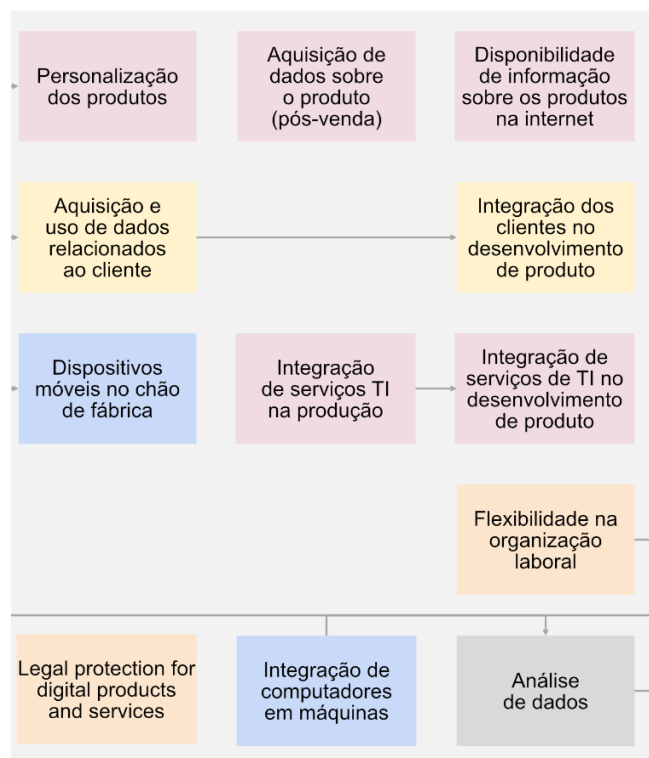 Personalização
dos produtos
Aquisição de
dados sobre
o produto
(pós-venda)
Disponibilidade
de informação
sobre os produtos
na internet
Aquisição e
uso de dados
relacionados
ao cliente
Integração dos
clientes no
desenvolvimento
de produto
Dispositivos
móveis no chão
de fábrica
Integração
de serviços TI
na produção
Integração de
serviços de TI no
desenvolvimento
de produto
Flexibilidade na
organização
laboral
Legal protection for
digital products
and services
Integração de
computadores
em máquinas
Análise
de dados